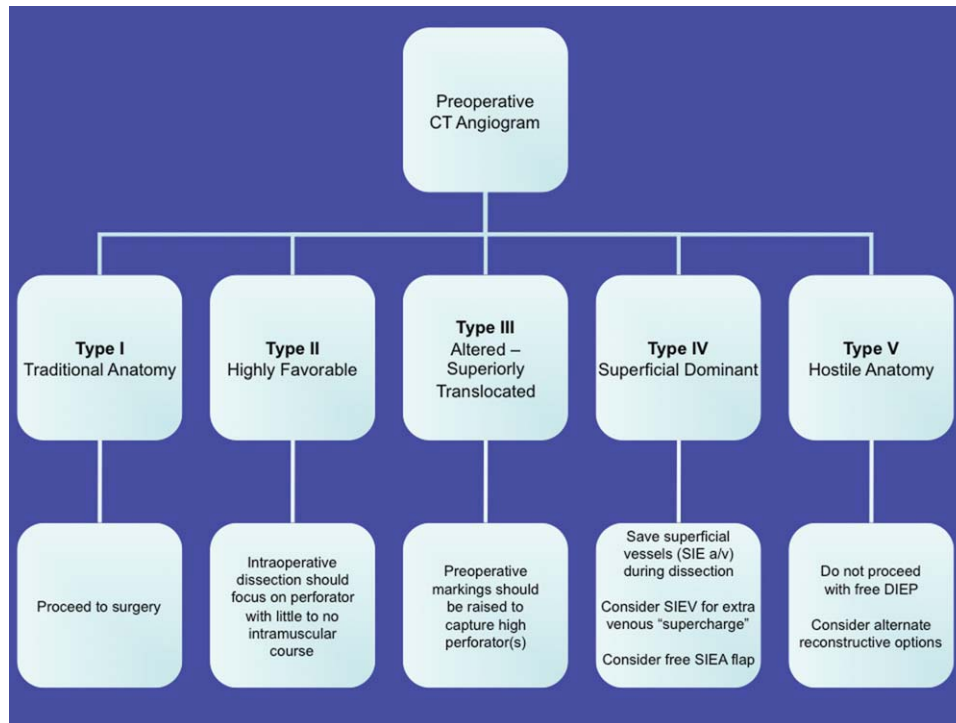 Preoperative
CT Angiogram
Type I
Traditional Anatomy
Type II
Highly Favorable
Type III
Altered –
Superiorly
Translocated
Type IV
Superficial Dominant
Type V
Hostile Anatomy
Proceed to surgery
Intraoperative
dissection should
focus on perforator
with little to no
intramuscular
course
Preoperative
markings should
be raised to
capture high
perforator(s)
Save superficial
vessels (SIE a/v)
during dissection
Consider SIEV for extra
venous “supercharge”
Consider free SIEA flap
Do not proceed
with free DIEP
Consider alternate
reconstructive options